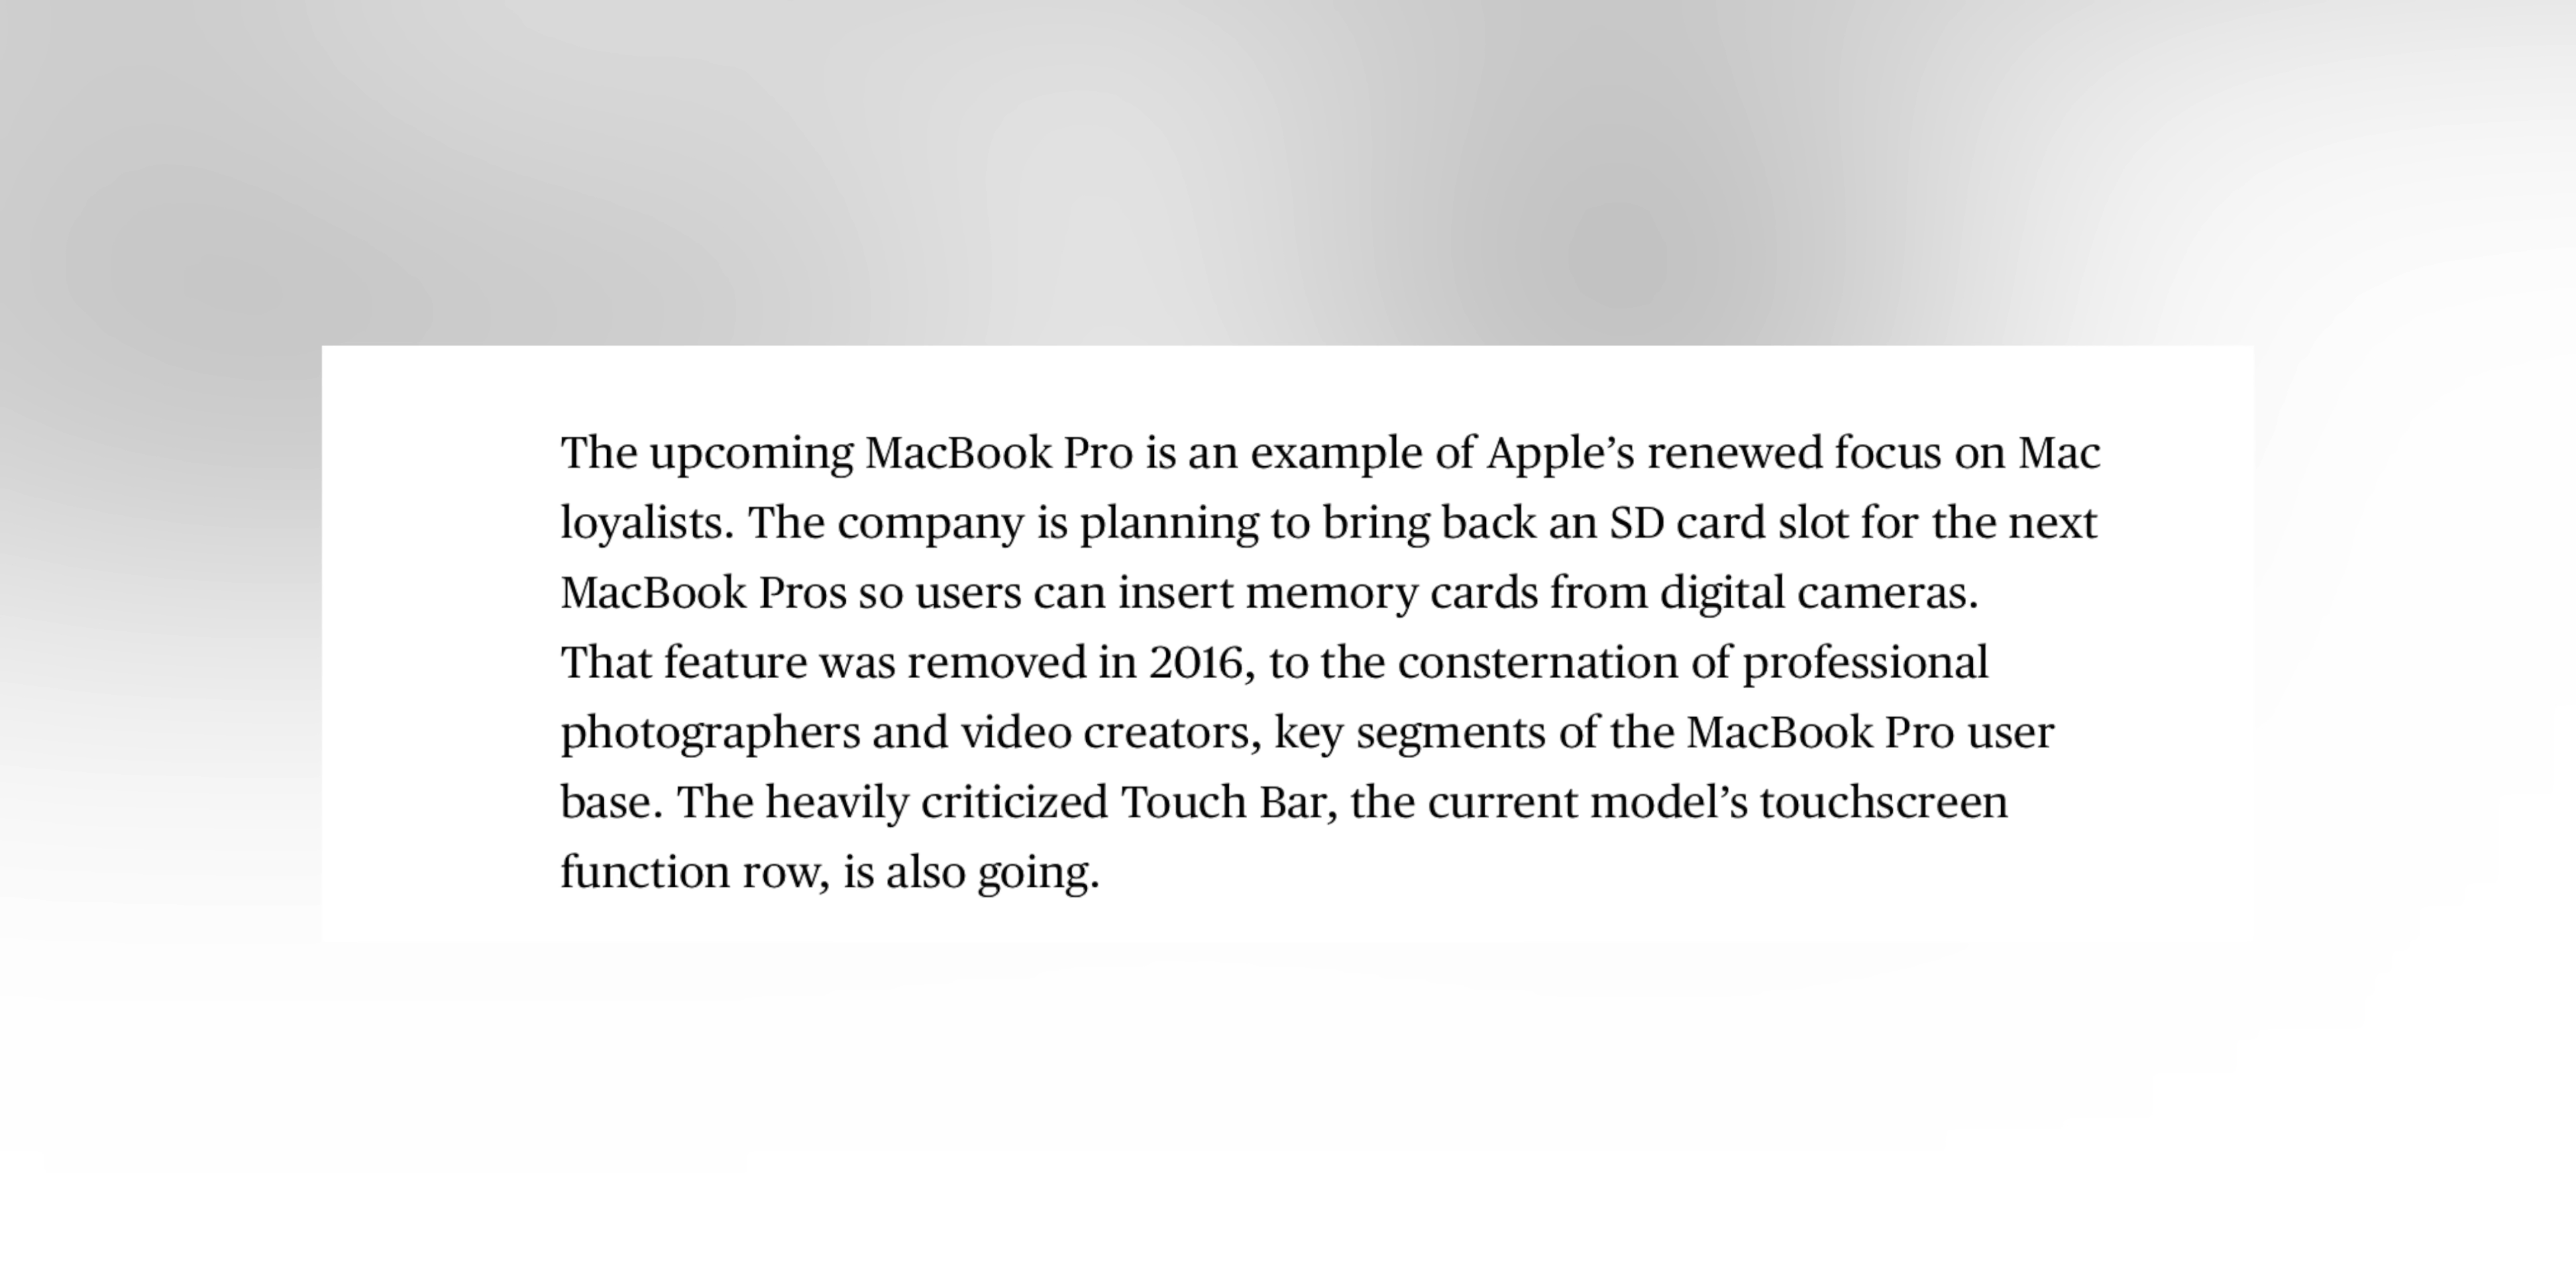 The upcoming MacBook Pro is an example of Apple’s renewed focus on Mac
loyalists. The company is planning to bring back an SD card slot for the next
MacBook Pros so users can insert memory cards from digital cameras.
That feature was removed in 2016, to the consternation of professional
photographers and video creators, key segments of the MacBook Pro user
base. The heavily criticized Touch Bar, the current model’s touchscreen
function row, is also going.